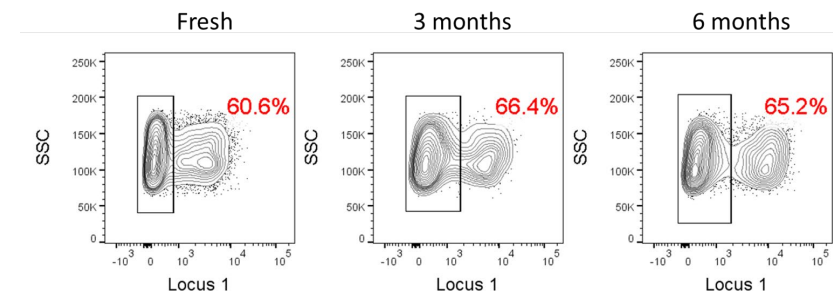 Fresh
3 months
6 months
250K
200K
150K
100K
50K
0
SSC
60.6%
-10³ 0 10³ 10⁴ 10⁵
Locus 1
250K
200K
150K
100K
50K
0
SSC
66.4%
-10³ 0 10³ 10⁴ 10⁵
Locus 1
250K
200K
150K
100K
50K
0
SSC
65.2%
-10³ 0 10³ 10⁴ 10⁵
Locus 1